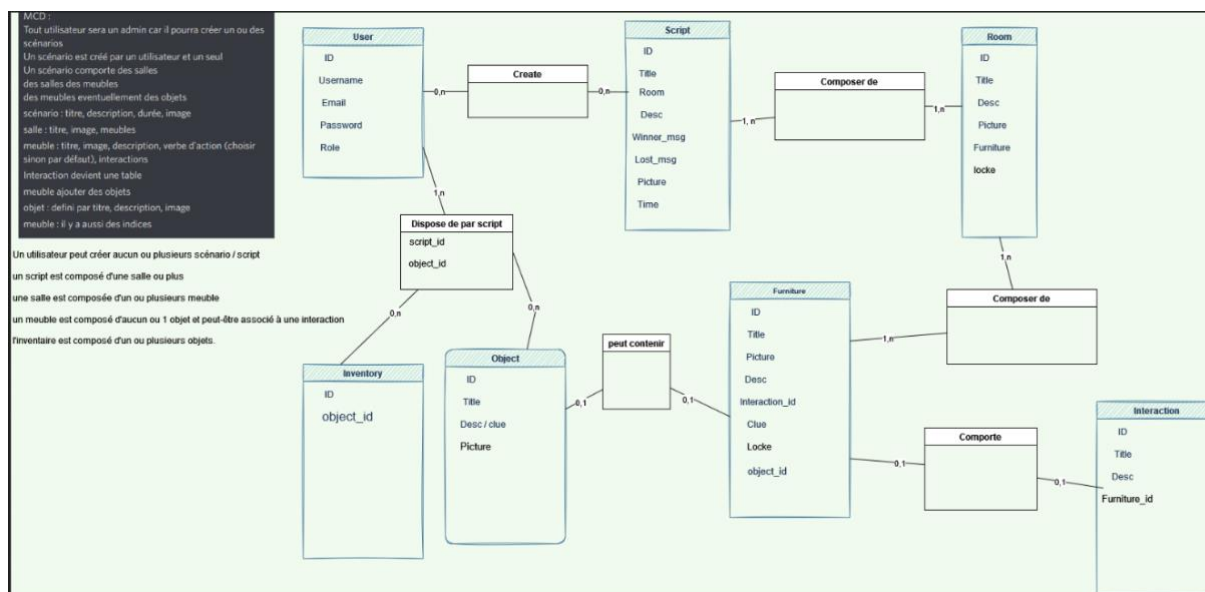 MCD :
Tout utilisateur sera un admin car il pourra créer un ou des
scénarios
Un scénario est créé par un utilisateur et un seul
Un scénario comporte des salles
des salles des meubles
des meubles eventuellement des objets
scénario : titre, description, durée, image
salle : titre, image, meubles
meuble : titre, image, description, verbe d'action (choisir
sinon par défaut), interactions
Interaction devient une table
meuble ajouter des objets
objet : defini par titre, description, image
meuble : il y a aussi des indices
Un utilisateur peut créer aucun ou plusieurs scénario / script
un script est composé d'une salle ou plus
une salle est composée d'un ou plusieurs meuble
un meuble est composé d'aucun ou 1 objet et peut-être associé à une interaction
l'inventaire est composé d'un ou plusieurs objets.
User
ID
Username
Email
Password
Role
0,n
Create
0,n
Script
ID
Title
Room
Desc
Winner_msg
Lost_msg
Picture
Time
1, n
Composer de
1,n
Room
ID
Title
Desc
Picture
Furniture
locke
1,n
Dispose de par script
script_id
object_id
0,n
0,n
Inventory
ID
object_id
Object
ID
Title
Desc / clue
Picture
0,1
peut contenir
0,1
Furniture
ID
Title
Picture
Desc
Interaction_id
Clue
Locke
object_id
1,n
Composer de
1,n
0,1
Comporte
0,1
Interaction
ID
Title
Desc
Furniture_id